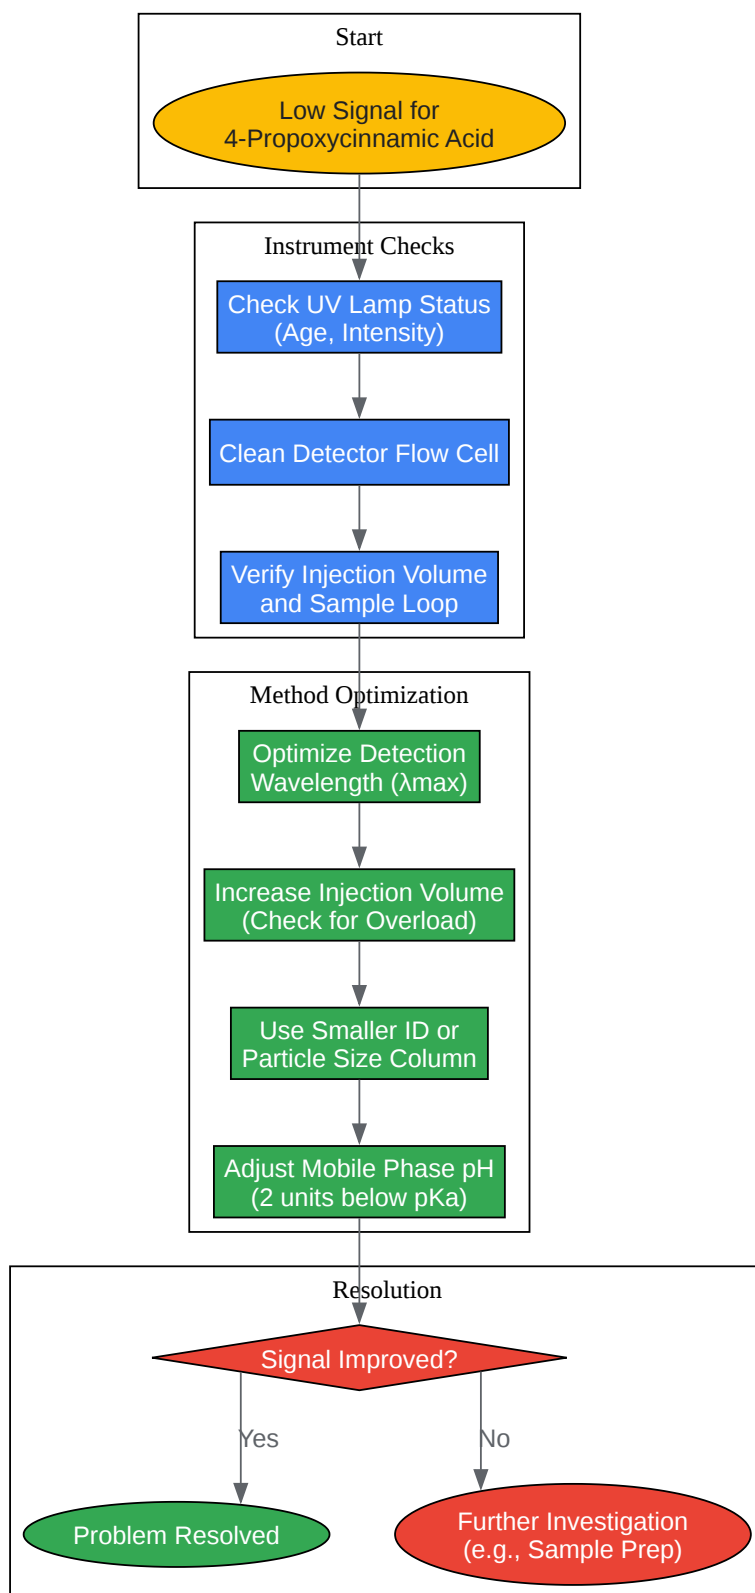 Start
Low Signal for
4-Propoxycinnamic Acid
Instrument Checks
Check UV Lamp Status
(Age, Intensity)
Clean Detector Flow Cell
Verify Injection Volume
and Sample Loop
Method Optimization
Optimize Detection
Wavelength (λmax)
Increase Injection Volume
(Check for Overload)
Use Smaller ID or
Particle Size Column
Adjust Mobile Phase pH
(2 units below pKa)
Resolution
Signal Improved?
Yes
No
Problem Resolved
Further Investigation
(e.g., Sample Prep)